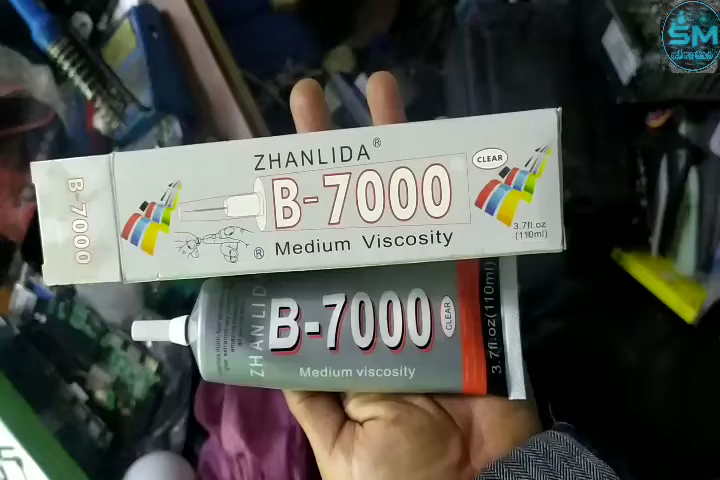 SM
ZHANLIDA®
CLEAR
B-7000
B-7000
3.7fl.oz
(110ml)
® Medium Viscosity
ZHANLID
B-7000
CLEAR
Medium viscosity
3.7fl.oz(110ml)